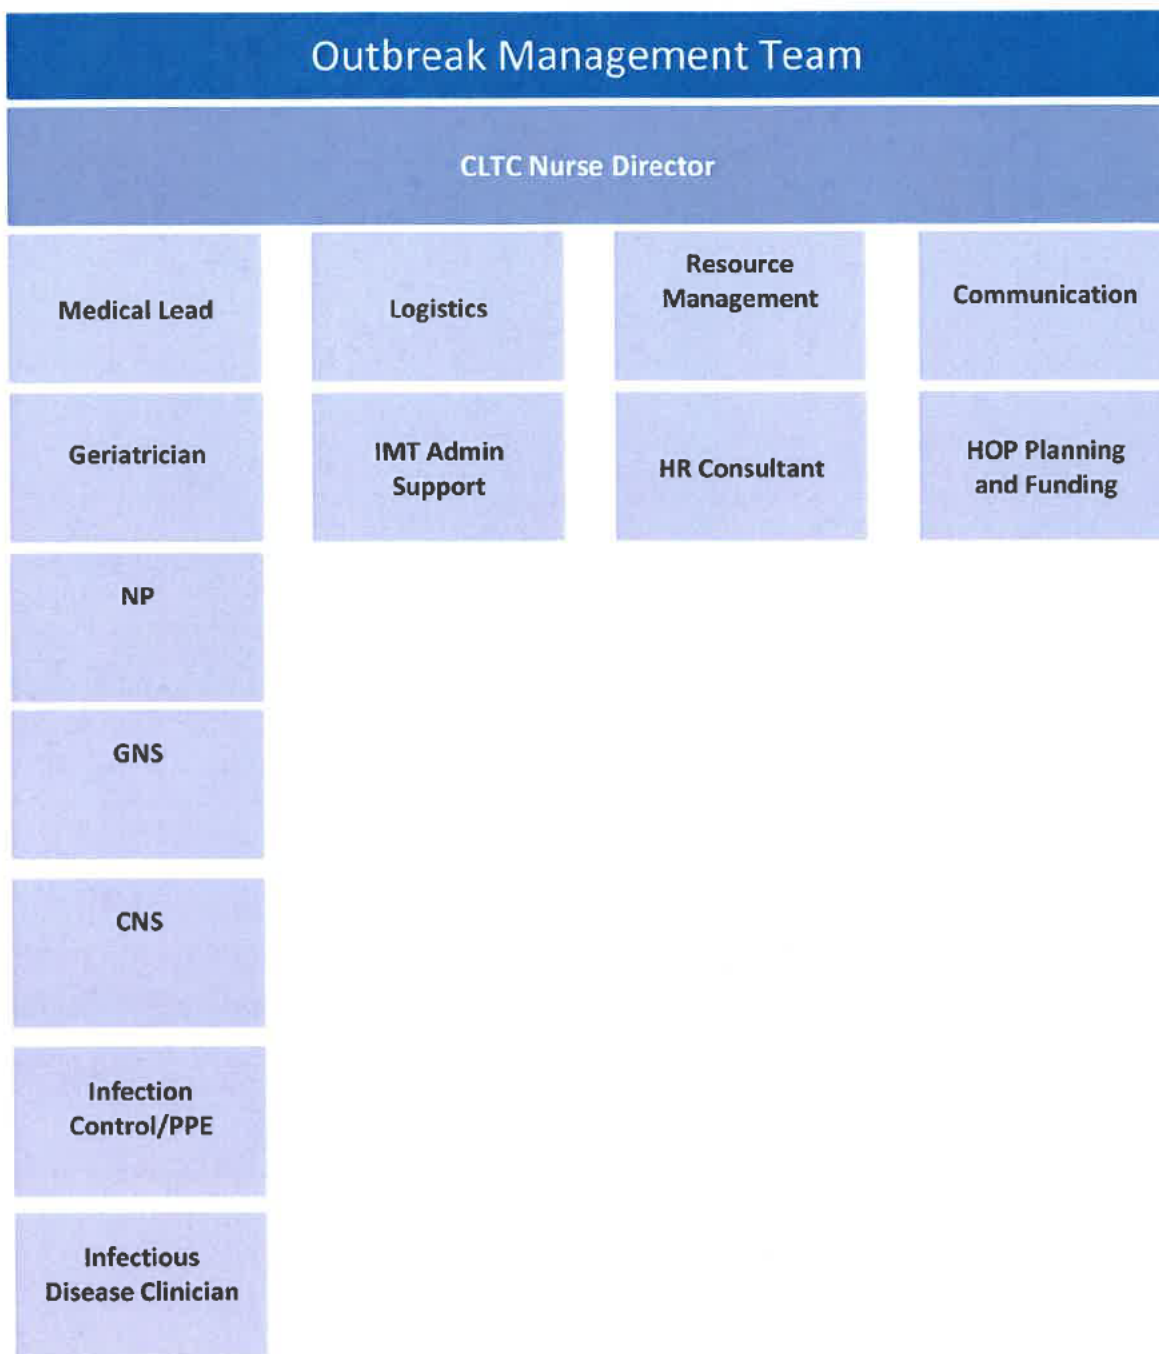 Outbreak Management Team
CLTC Nurse Director
Medical Lead
Logistics
Resource
Management
Communication
Geriatrician
IMT Admin
Support
HR Consultant
HOP Planning
and Funding
NP
GNS
CNS
Infection
Control/PPE
Infectious
Disease Clinician